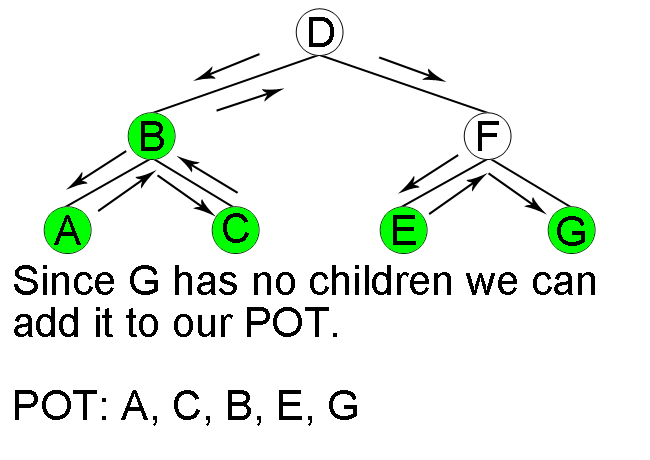 D
B F
A C E G
Since G has no children we can
add it to our POT.
POT: A, C, B, E, G